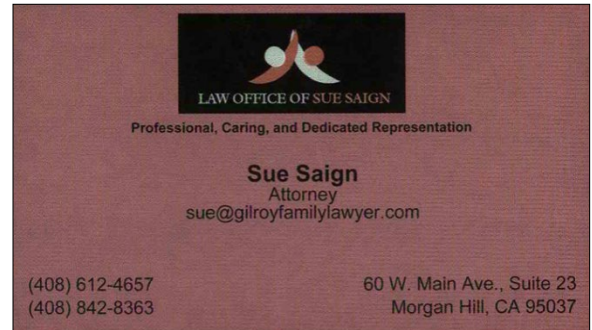 LAW OFFICE OF SUE SAIGN
Professional, Caring, and Dedicated Representation
Sue Saign
Attorney
sue@gilroyfamilylawyer.com
(408) 612-4657
(408) 842-8363
60 W. Main Ave., Suite 23
Morgan Hill, CA 95037